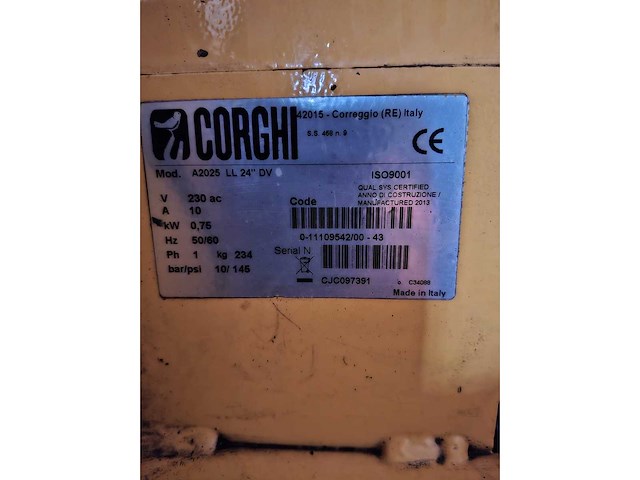 CORGHI
42015 - Correggio (RE) Italy
S.S. 468 n. 9
CE
Mod. A2025 LL 24" DV
ISO9001
QUAL SYS CERTIFIED
ANNO DI COSTRUZIONE /
MANUFACTURED 2013
V 230 ac
A 10
kW 0,75
Hz 50/60
Ph 1 kg 234
bar/psi 10/ 145
Code
0-11109542/00 - 43
Serial N
CJG097391
o C34088
Made in Italy